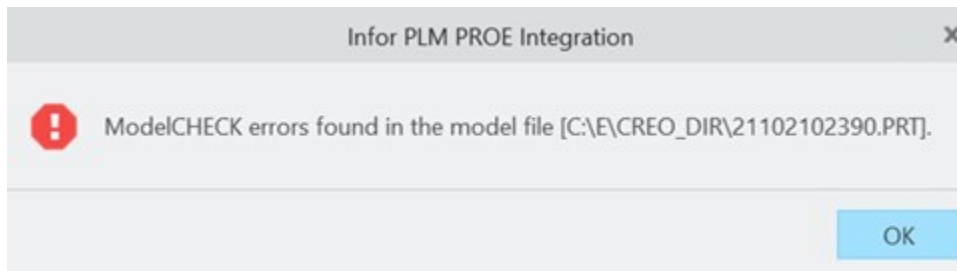 Infor PLM PROE Integration
ModelCHECK errors found in the model file [C:\E\CREO_DIR\21102102390.PRT].
OK